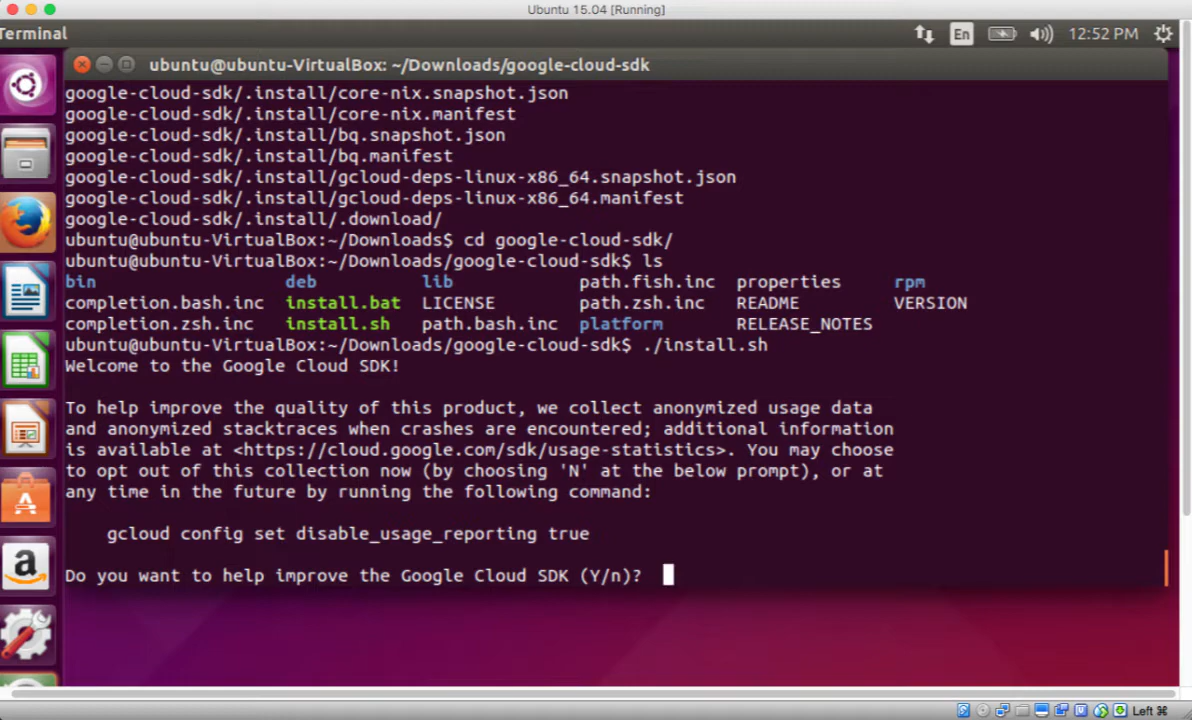 Ubuntu 15.04 [Running]
Terminal
En
12:52 PM
ubuntu@ubuntu-VirtualBox: ~/Downloads/google-cloud-sdk
google-cloud-sdk/.install/core-nix.snapshot.json
google-cloud-sdk/.install/core-nix.manifest
google-cloud-sdk/.install/bq.snapshot.json
google-cloud-sdk/.install/bq.manifest
google-cloud-sdk/.install/gcloud-deps-linux-x86_64.snapshot.json
google-cloud-sdk/.install/gcloud-deps-linux-x86_64.manifest
google-cloud-sdk/.install/.download/
ubuntu@ubuntu-VirtualBox:~/Downloads$ cd google-cloud-sdk/
ubuntu@ubuntu-VirtualBox:~/Downloads/google-cloud-sdk$ ls
bin deb lib path.fish.inc properties rpm
completion.bash.inc install.bat LICENSE path.zsh.inc README VERSION
completion.zsh.inc install.sh path.bash.inc platform RELEASE_NOTES
ubuntu@ubuntu-VirtualBox:~/Downloads/google-cloud-sdk$ ./install.sh
Welcome to the Google Cloud SDK!
To help improve the quality of this product, we collect anonymized usage data
and anonymized stacktraces when crashes are encountered; additional information
is available at <https://cloud.google.com/sdk/usage-statistics>. You may choose
to opt out of this collection now (by choosing 'N' at the below prompt), or at
any time in the future by running the following command:
gcloud config set disable_usage_reporting true
Do you want to help improve the Google Cloud SDK (Y/n)?
Left ⌘